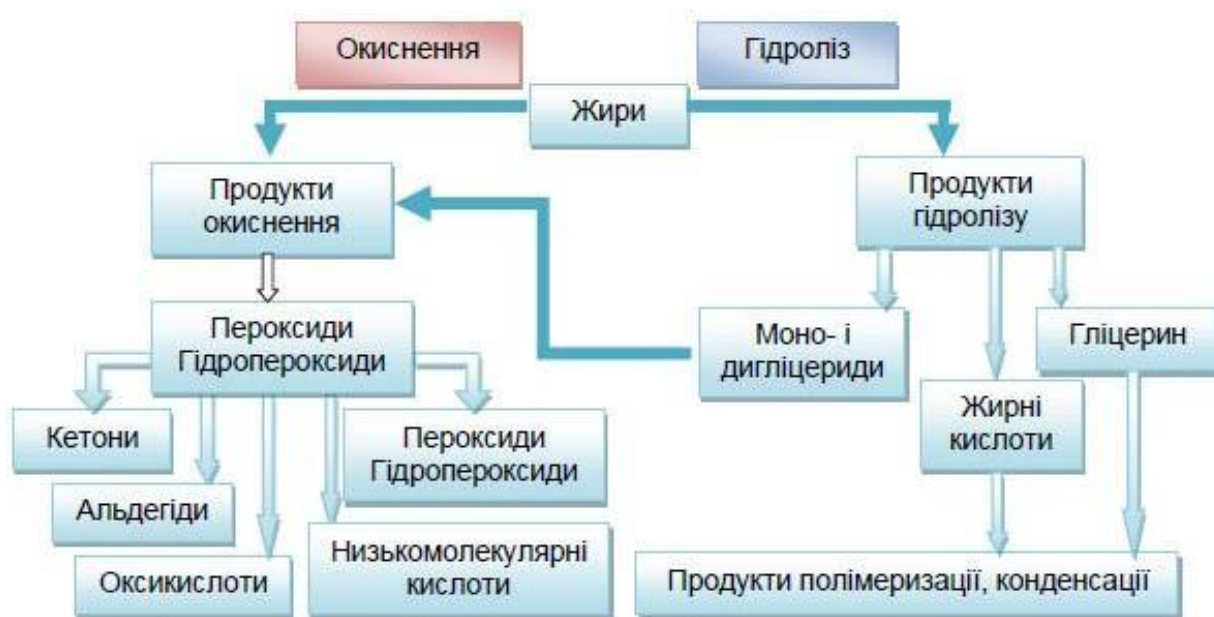 Окиснення
Гідроліз
Жири
Продукти
окиснення
Продукти
гідролізу
Пероксиди
Гідропероксиди
Моно- і
дигліцериди
Гліцерин
Жирні
кислоти
Кетони
Пероксиди
Гідропероксиди
Альдегіди
Оксикислоти
Низькомолекулярні
кислоти
Продукти полімеризації, конденсації